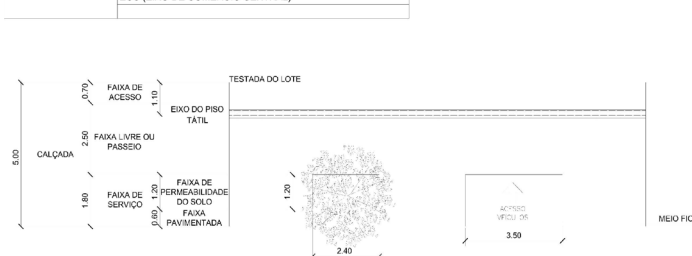 TESTADA DO LOTE
0.70
FAIXA DE
ACESSO
1.10
EIXO DO PISO
TÁTIL
5.00
CALÇADA
2.50
FAIXA LIVRE OU
PASSEIO
1.80
FAIXA DE
SERVIÇO
1.20
FAIXA DE
PERMEABILIDADE
DO SOLO
0.60
FAIXA
PAVIMENTADA
1.20
2.40
ACESSO
3.50
MEIO FIO